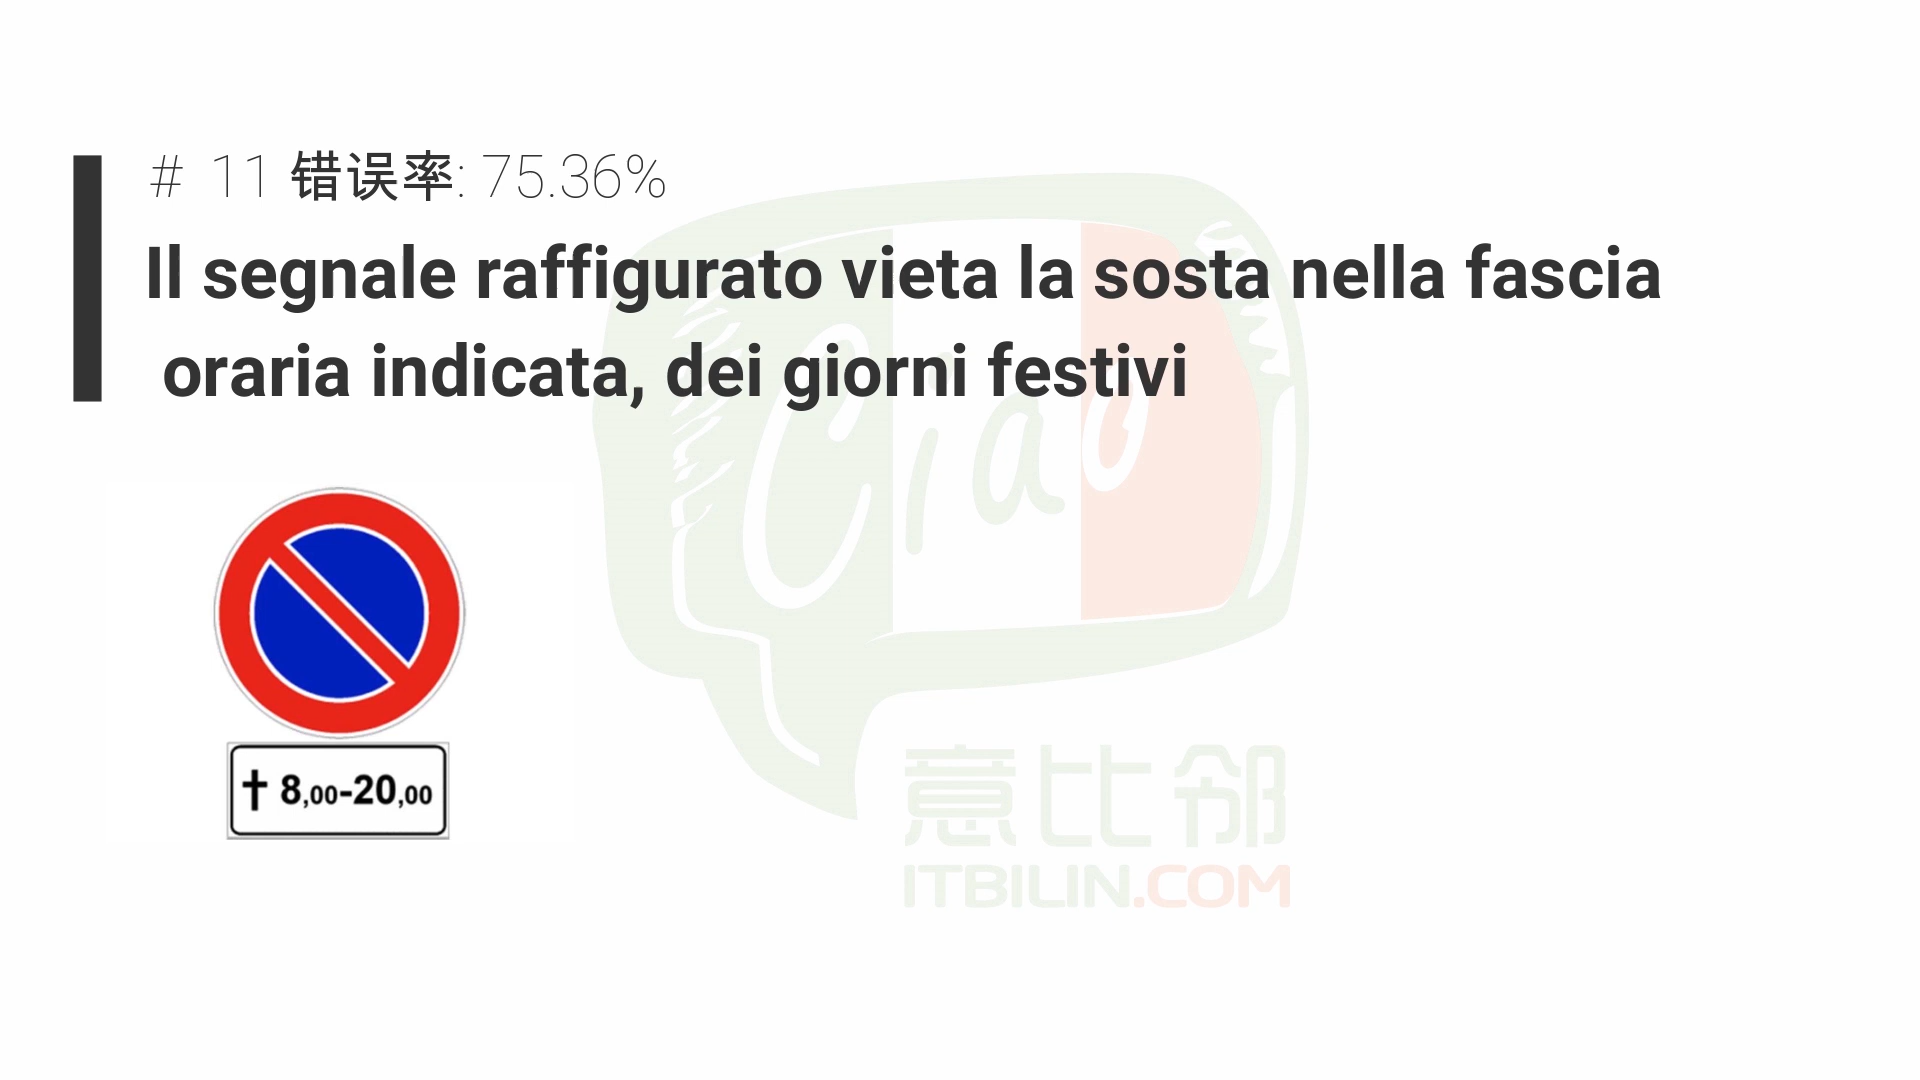 # 11 错误率: 75.36%
Il segnale raffigurato vieta la sosta nella fascia
oraria indicata, dei giorni festivi
Ciao
† 8,00-20,00
意比邻
ITBILIN.COM